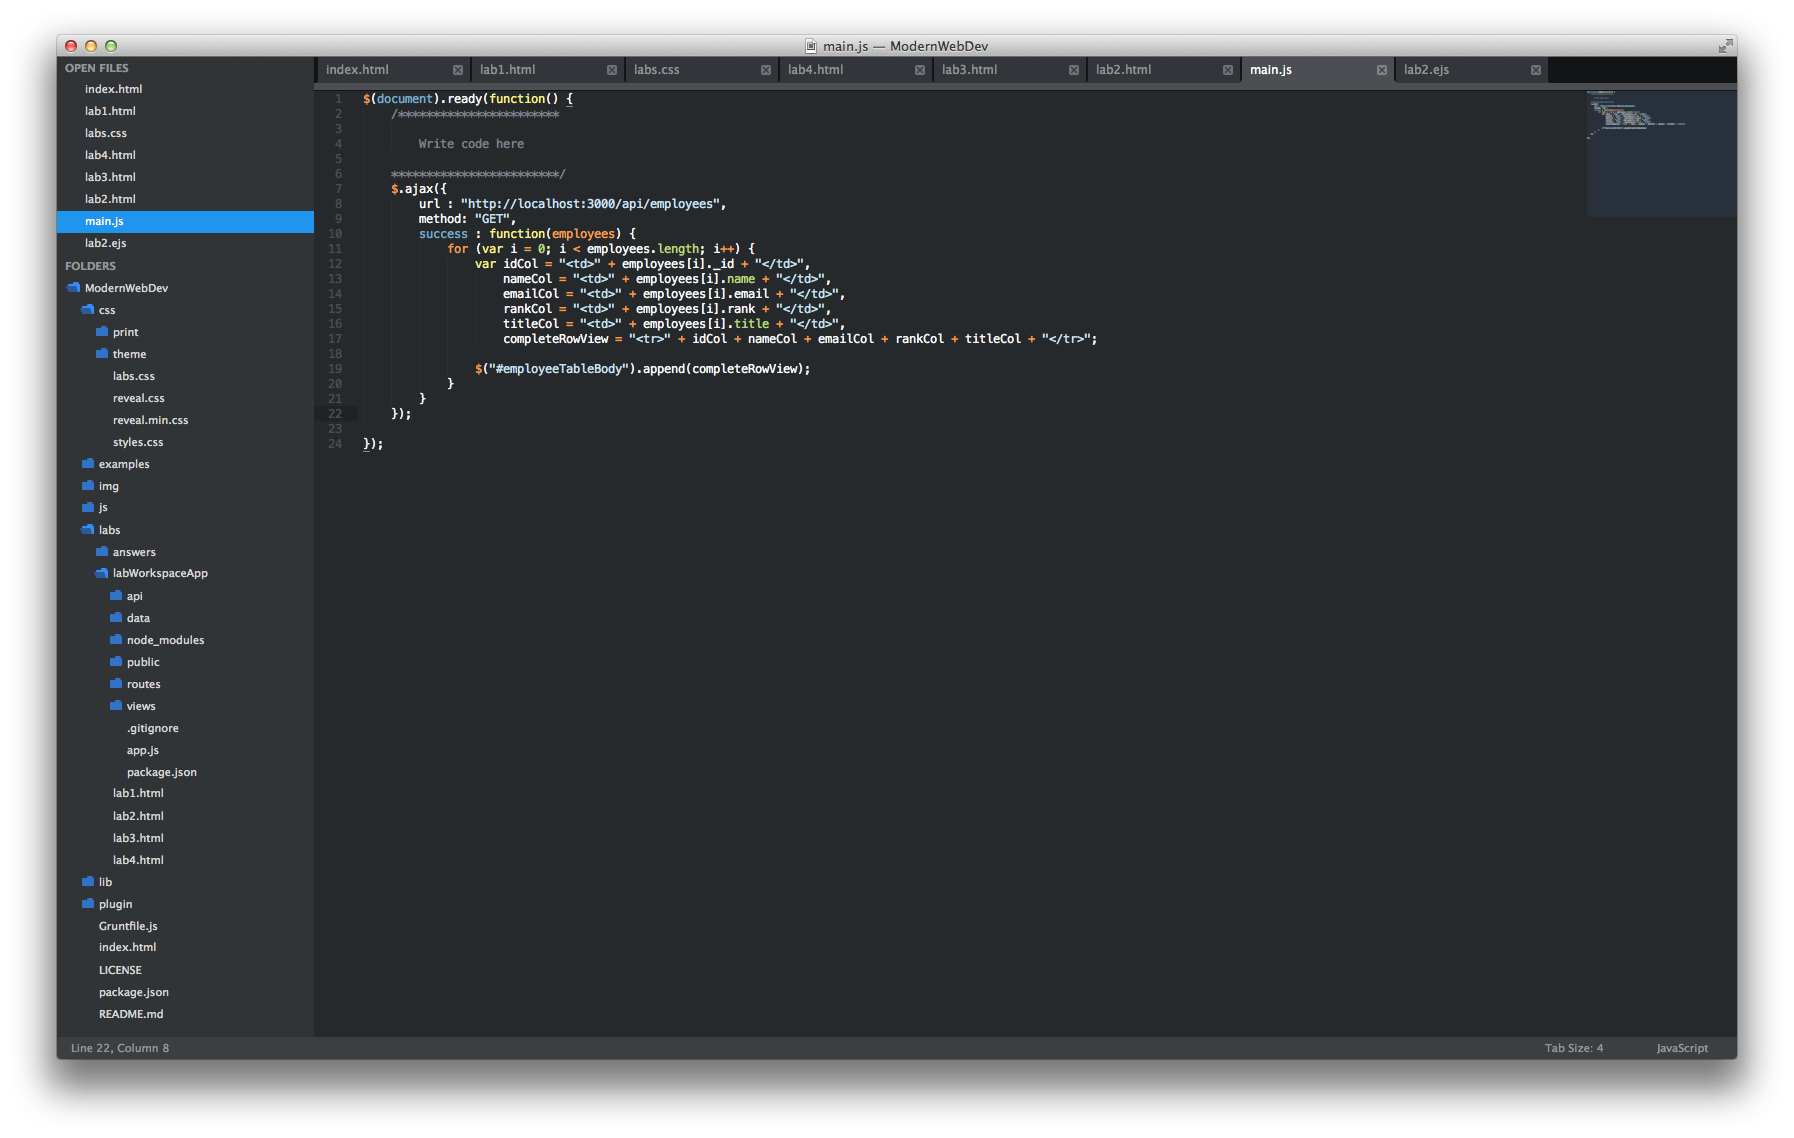 main.js — ModernWebDev
OPEN FILES
index.html
lab1.html
labs.css
lab4.html
lab3.html
lab2.html
main.js
lab2.ejs
FOLDERS
ModernWebDev
css
print
theme
labs.css
reveal.css
reveal.min.css
styles.css
examples
img
js
labs
answers
labWorkspaceApp
api
data
node_modules
public
routes
views
.gitignore
app.js
package.json
lab1.html
lab2.html
lab3.html
lab4.html
lib
plugin
Gruntfile.js
index.html
LICENSE
package.json
README.md
index.html lab1.html labs.css lab4.html lab3.html lab2.html main.js lab2.ejs
1 $(document).ready(function() {
2 /***********************
3
4 Write code here
5
6 ************************/
7 $.ajax({
8 url : "http://localhost:3000/api/employees",
9 method: "GET",
10 success : function(employees) {
11 for (var i = 0; i < employees.length; i++) {
12 var idCol = "<td>" + employees[i]._id + "</td>",
13 nameCol = "<td>" + employees[i].name + "</td>",
14 emailCol = "<td>" + employees[i].email + "</td>",
15 rankCol = "<td>" + employees[i].rank + "</td>",
16 titleCol = "<td>" + employees[i].title + "</td>",
17 completeRowView = "<tr>" + idCol + nameCol + emailCol + rankCol + titleCol + "</tr>";
18
19 $("#employeeTableBody").append(completeRowView);
20 }
21 }
22 });
23
24 });
Line 22, Column 8 Tab Size: 4 JavaScript